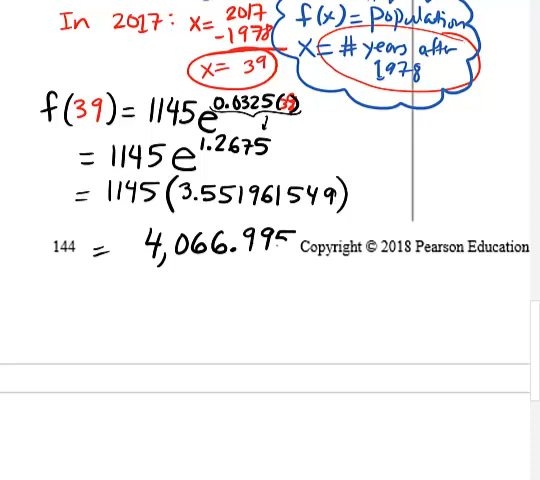 In 2017: x= 2017
-1978
x= 39
f(x)= Population
x= # years after
1978
f(39) = 1145e^0.0325(39)
= 1145e^1.2675
= 1145(3.551961549)
144 = 4,066.995 Copyright © 2018 Pearson Education